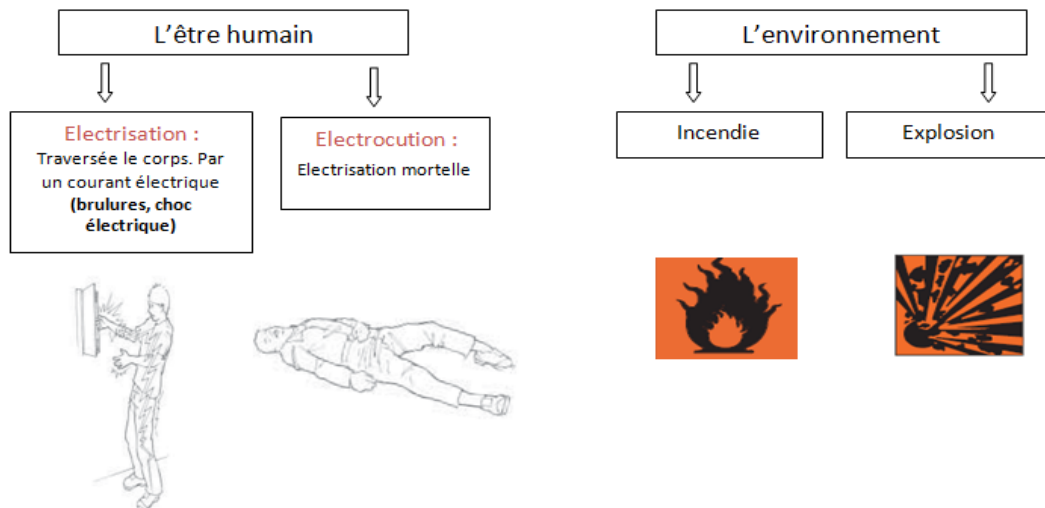 L'être humain
L'environnement
Electrisation :
Traversée le corps. Par
un courant électrique
(brulures, choc
électrique)
Electrocution :
Electrisation mortelle
Incendie
Explosion